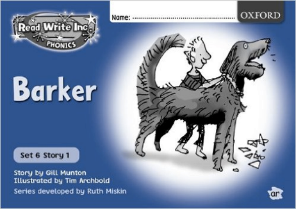 Name:
OXFORD
Read Write Inc.
PHONICS
Barker
Set 6 Story 1
Story by Gill Munton
Illustrated by Tim Archbold
Series developed by Ruth Miskin
ar